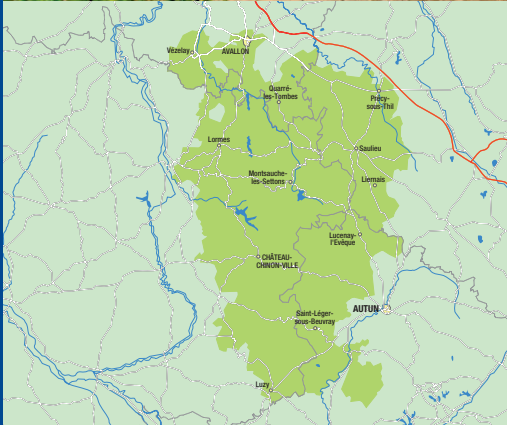 Vézelay
AVALLON
Quarré-
les-Tombes
Précy-
sous-Thil
Lormes
Saulieu
Montsauche-
les-Settons
Liernais
Lucenay-
l'Evêque
CHÂTEAU-
CHINON-VILLE
AUTUN
Saint-Léger-
sous-Beuvray
Luzy